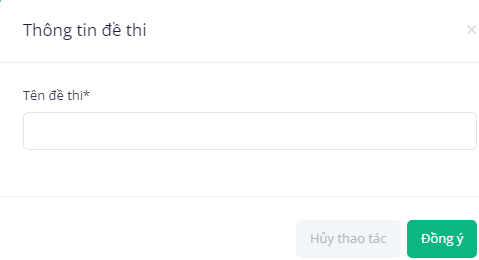 Thông tin đề thi
×
Tên đề thi*
Hủy thao tác
Đồng ý